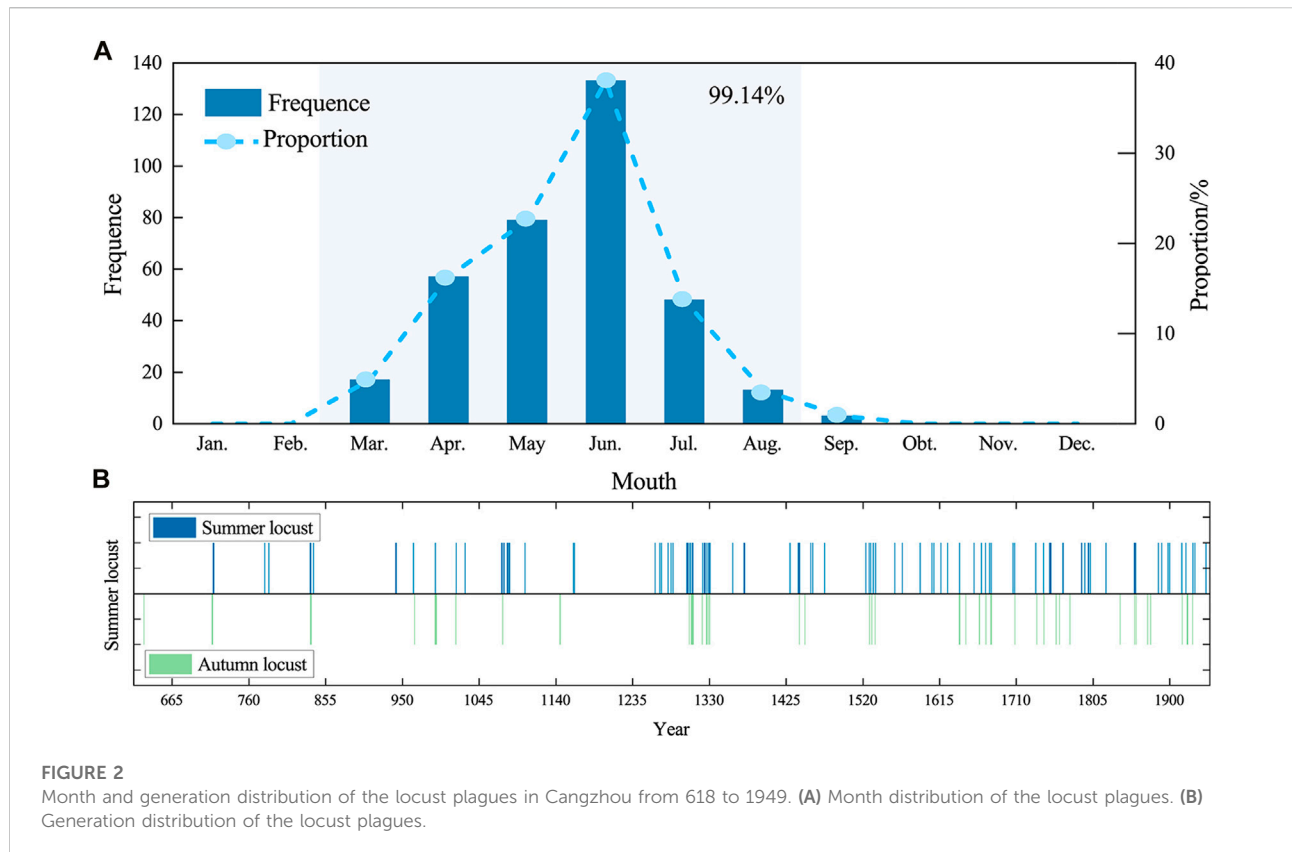 A
140
120
100
80
60
40
20
0
Frequence
Frequence
Proportion
99.14%
40
30
20
10
0
Proportion/%
Jan. Feb. Mar. Apr. May Jun. Jul. Aug. Sep. Obt. Nov. Dec.
Mouth
B
Summer locust
Summer locust
Autumn locust
665 760 855 950 1045 1140 1235 1330 1425 1520 1615 1710 1805 1900
Year
FIGURE 2
Month and generation distribution of the locust plagues in Cangzhou from 618 to 1949. (A) Month distribution of the locust plagues. (B)
Generation distribution of the locust plagues.